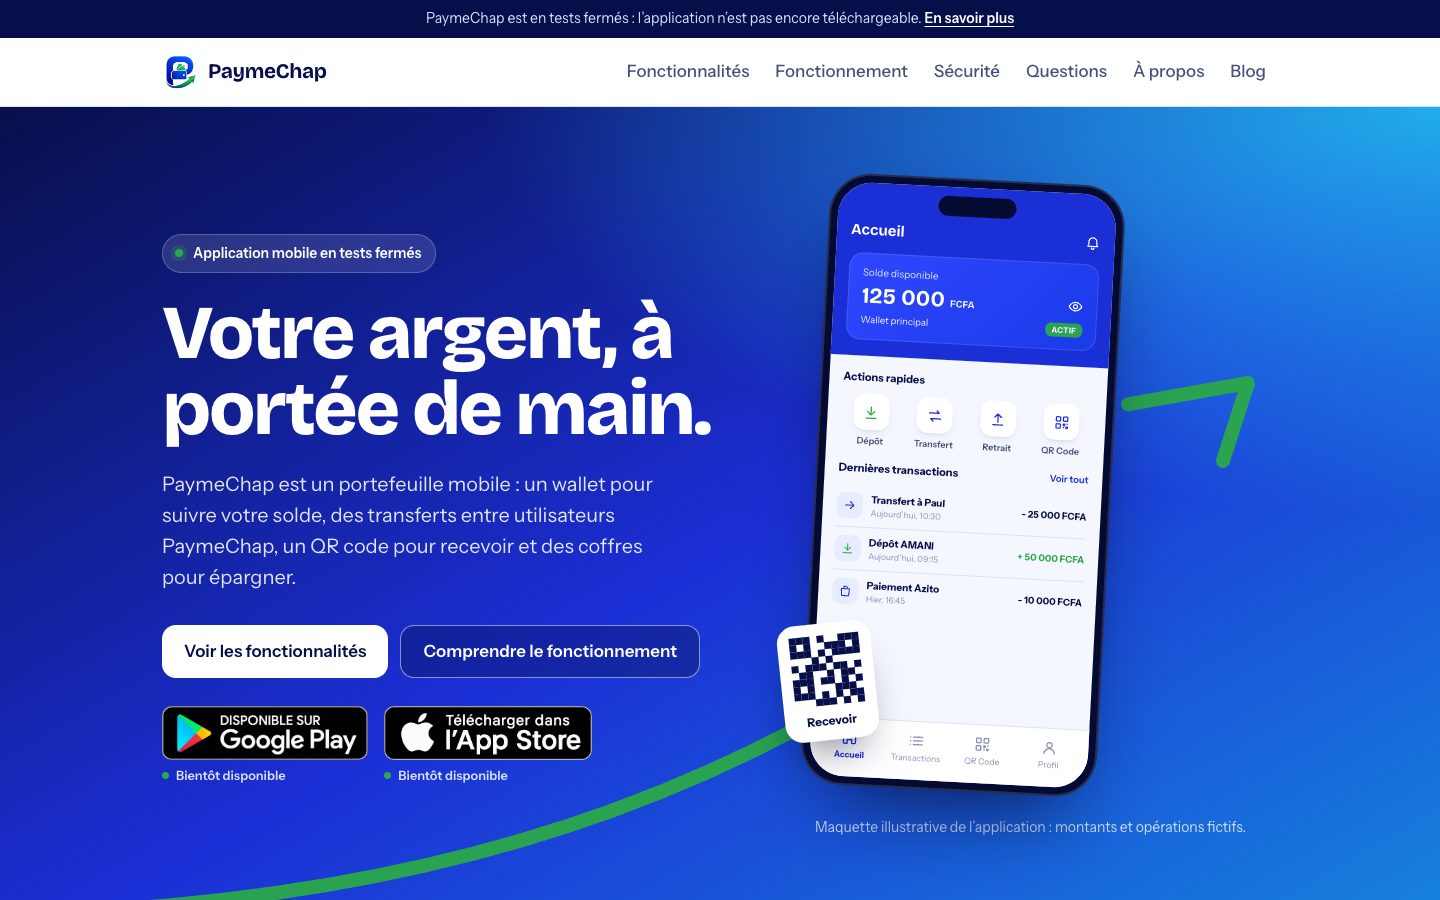 PaymeChap est en tests fermés : l'application n'est pas encore téléchargeable. En savoir plus
PaymeChap
Fonctionnalités
Fonctionnement
Sécurité
Questions
À propos
Blog
Application mobile en tests fermés
Votre argent, à
portée de main.
PaymeChap est un portefeuille mobile : un wallet pour
suivre votre solde, des transferts entre utilisateurs
PaymeChap, un QR code pour recevoir et des coffres
pour épargner.
Voir les fonctionnalités
Comprendre le fonctionnement
DISPONIBLE SUR
Google Play
Télécharger dans
l'App Store
Bientôt disponible
Bientôt disponible
Accueil
Solde disponible
125 000 FCFA
Wallet principal
ACTIF
Actions rapides
Dépôt
Transfert
Retrait
QR Code
Dernières transactions
Voir tout
Transfert à Paul
Aujourd'hui, 10:30
- 25 000 FCFA
Dépôt AMANI
Aujourd'hui, 09:15
+ 50 000 FCFA
Paiement Azito
Hier, 16:45
- 10 000 FCFA
Recevoir
Accueil
Transactions
QR Code
Profil
Maquette illustrative de l'application : montants et opérations fictifs.